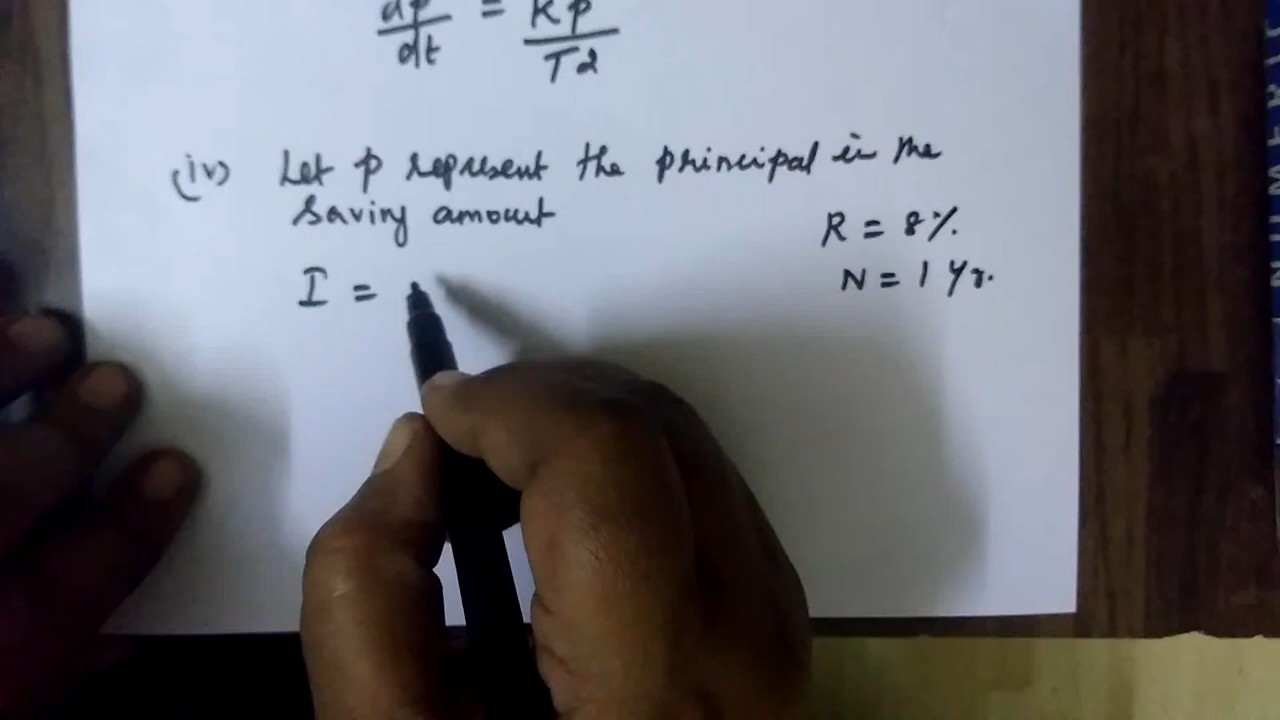 dp/dt = Kp/T2
(iv) Let p represent the principal in the
saving amount
R = 8%.
I =
N = 1 Yr.